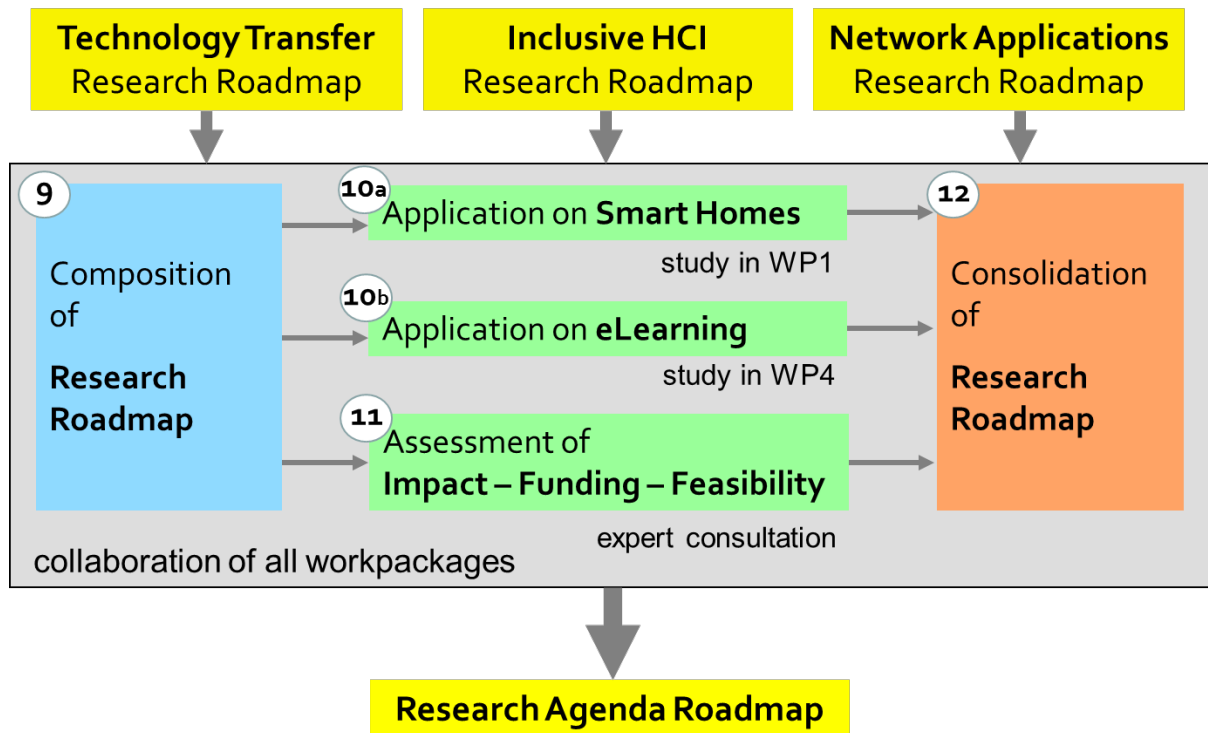 Technology Transfer
Research Roadmap
Inclusive HCI
Research Roadmap
Network Applications
Research Roadmap
9
Composition
of
Research
Roadmap
10a
Application on Smart Homes
study in WP1
10b
Application on eLearning
study in WP4
11
Assessment of
Impact – Funding – Feasibility
expert consultation
12
Consolidation
of
Research
Roadmap
collaboration of all workpackages
Research Agenda Roadmap